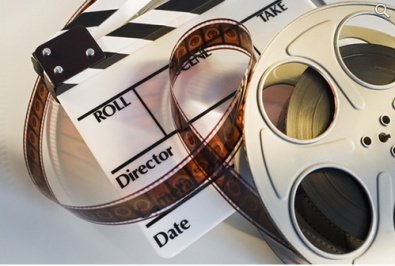 TAKE
SCENE
ROLL
Director
Date